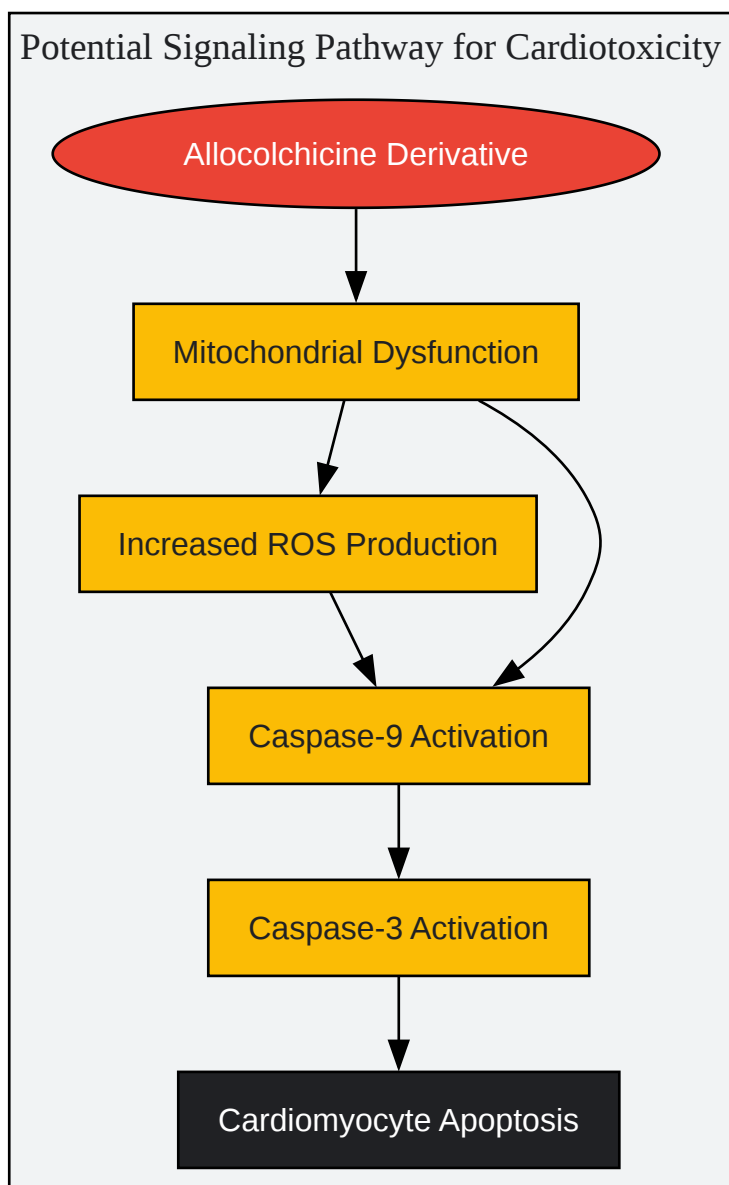 Potential Signaling Pathway for Cardiotoxicity
Allocolchicine Derivative
Mitochondrial Dysfunction
Increased ROS Production
Caspase-9 Activation
Caspase-3 Activation
Cardiomyocyte Apoptosis